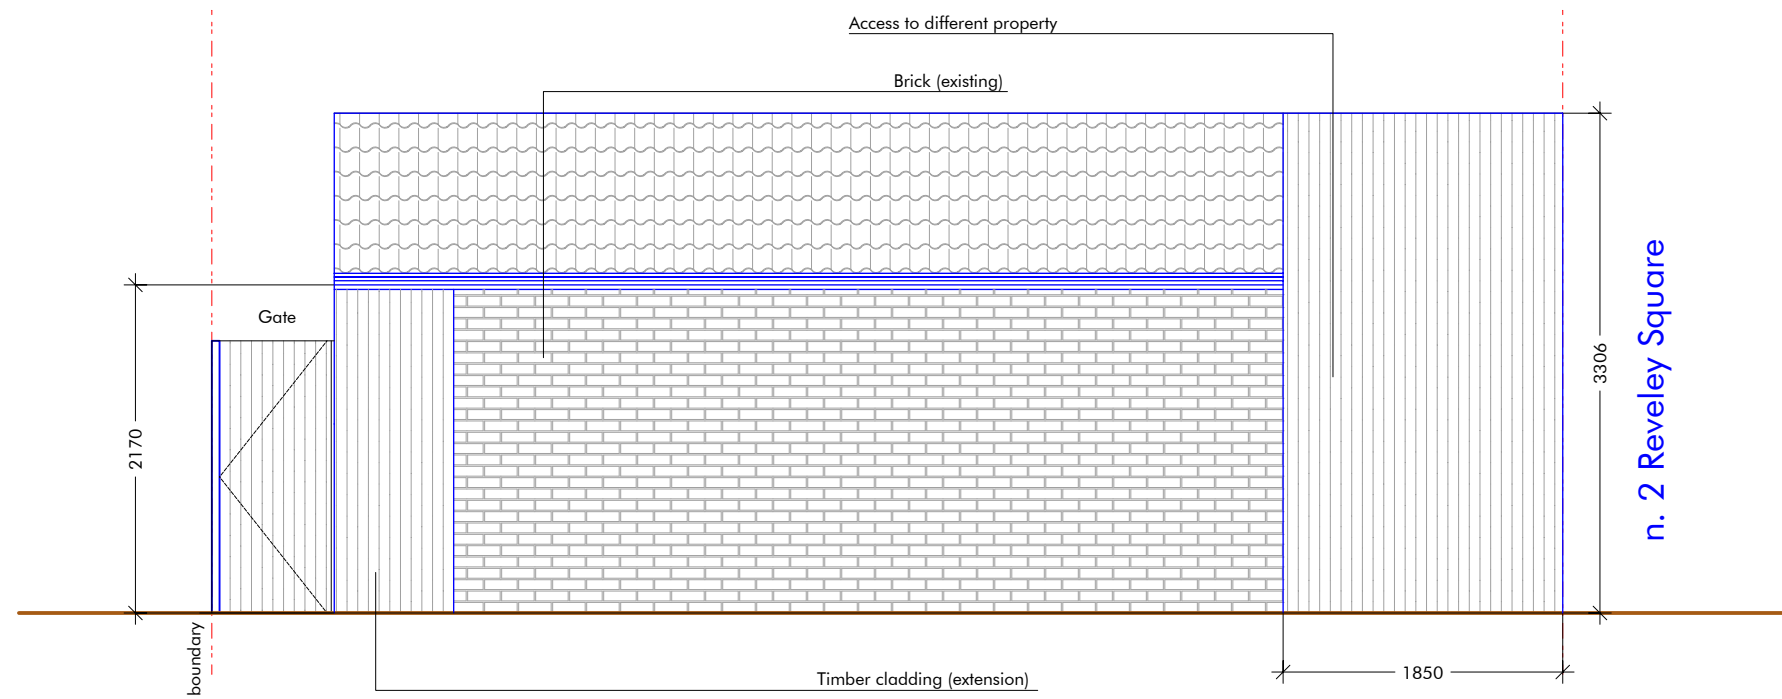 Access to different property
Brick (existing)
Gate
2170
3306
n. 2 Reveley Square
boundary
Timber cladding (extension)
1850